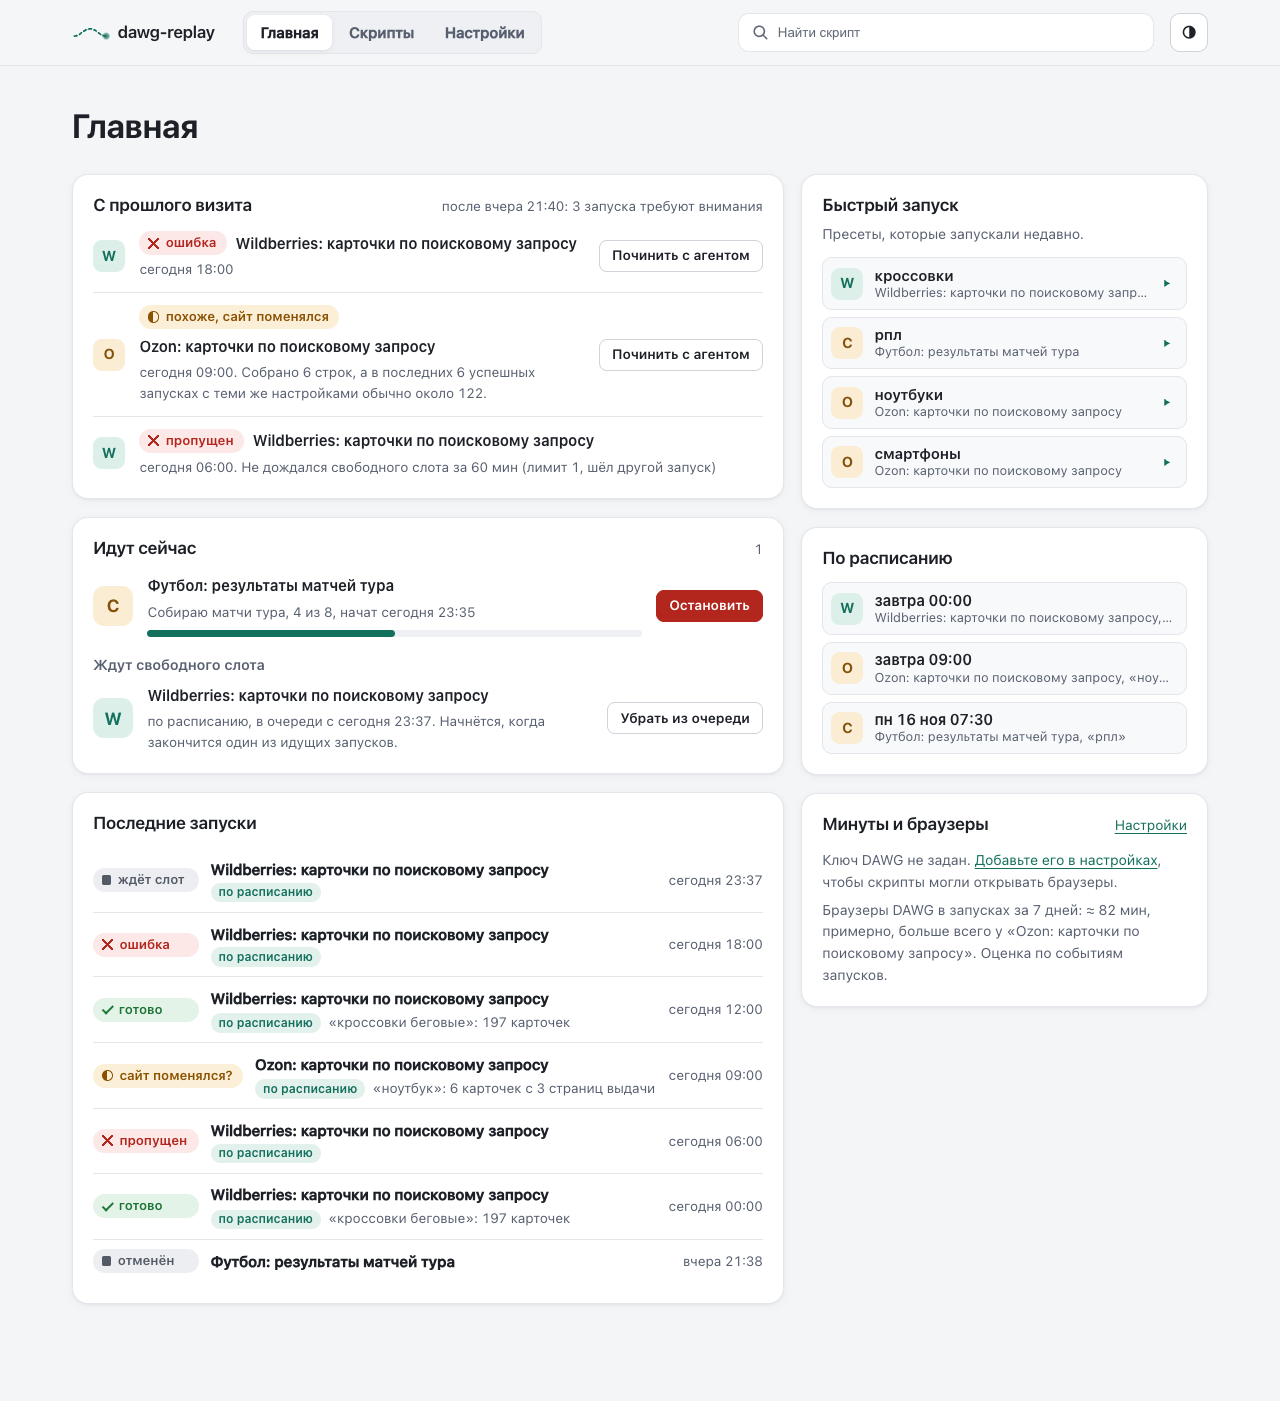 dawg-replay
Главная
Скрипты
Настройки
Найти скрипт
Главная
С прошлого визита
после вчера 21:40: 3 запуска требуют внимания
W
ошибка
Wildberries: карточки по поисковому запросу
сегодня 18:00
Починить с агентом
похоже, сайт поменялся
O
Ozon: карточки по поисковому запросу
сегодня 09:00. Собрано 6 строк, а в последних 6 успешных
запусках с теми же настройками обычно около 122.
Починить с агентом
W
пропущен
Wildberries: карточки по поисковому запросу
сегодня 06:00. Не дождался свободного слота за 60 мин (лимит 1, шёл другой запуск)
Идут сейчас
1
С
Футбол: результаты матчей тура
Собираю матчи тура, 4 из 8, начат сегодня 23:35
Остановить
Ждут свободного слота
W
Wildberries: карточки по поисковому запросу
по расписанию, в очереди с сегодня 23:37. Начнётся, когда
закончится один из идущих запусков.
Убрать из очереди
Последние запуски
ждёт слот
Wildberries: карточки по поисковому запросу
по расписанию
сегодня 23:37
ошибка
Wildberries: карточки по поисковому запросу
по расписанию
сегодня 18:00
готово
Wildberries: карточки по поисковому запросу
по расписанию «кроссовки беговые»: 197 карточек
сегодня 12:00
сайт поменялся?
Ozon: карточки по поисковому запросу
по расписанию «ноутбук»: 6 карточек с 3 страниц выдачи
сегодня 09:00
пропущен
Wildberries: карточки по поисковому запросу
по расписанию
сегодня 06:00
готово
Wildberries: карточки по поисковому запросу
по расписанию «кроссовки беговые»: 197 карточек
сегодня 00:00
отменён
Футбол: результаты матчей тура
вчера 21:38
Быстрый запуск
Пресеты, которые запускали недавно.
W
кроссовки
Wildberries: карточки по поисковому запр…
С
рпл
Футбол: результаты матчей тура
O
ноутбуки
Ozon: карточки по поисковому запросу
O
смартфоны
Ozon: карточки по поисковому запросу
По расписанию
W
завтра 00:00
Wildberries: карточки по поисковому запросу,…
O
завтра 09:00
Ozon: карточки по поисковому запросу, «ноу…
С
пн 16 ноя 07:30
Футбол: результаты матчей тура, «рпл»
Минуты и браузеры
Настройки
Ключ DAWG не задан. Добавьте его в настройках,
чтобы скрипты могли открывать браузеры.
Браузеры DAWG в запусках за 7 дней: ≈ 82 мин,
примерно, больше всего у «Ozon: карточки по
поисковому запросу». Оценка по событиям
запусков.